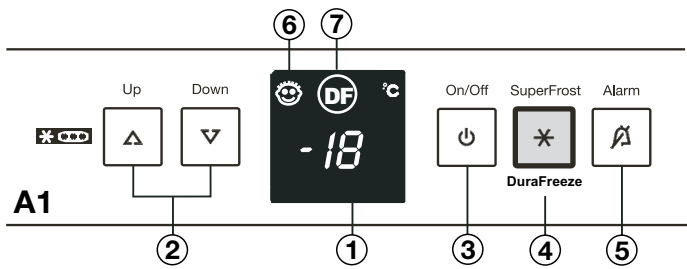 6 7
Up Down DF °C On/Off SuperFrost Alarm
-18
DuraFreeze
A1
2 1 3 4 5